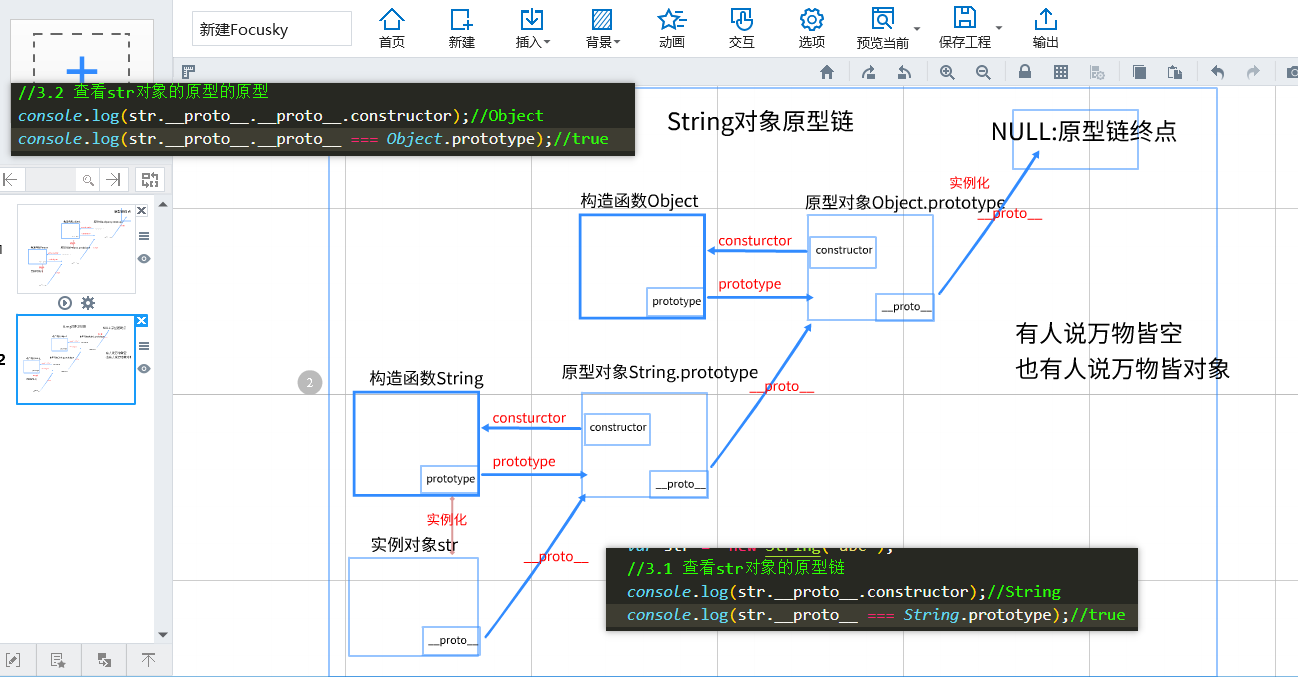 新建Focusky
首页
新建
插入
背景
动画
交互
选项
预览当前
保存工程
输出
//3.2 查看str对象的原型的原型
console.log(str.__proto__.__proto__.constructor);//Object
console.log(str.__proto__.__proto__ === Object.prototype);//true
String对象原型链
NULL:原型链终点
实例化
__proto__
构造函数Object
原型对象Object.prototype
consturctor
constructor
prototype
prototype
__proto__
有人说万物皆空
也有人说万物皆对象
2
2
构造函数String
原型对象String.prototype
__proto__
consturctor
constructor
prototype
prototype
__proto__
实例化
实例对象str
__proto__
__proto__
var str = new String("abc");
//3.1 查看str对象的原型链
console.log(str.__proto__.constructor);//String
console.log(str.__proto__ === String.prototype);//true